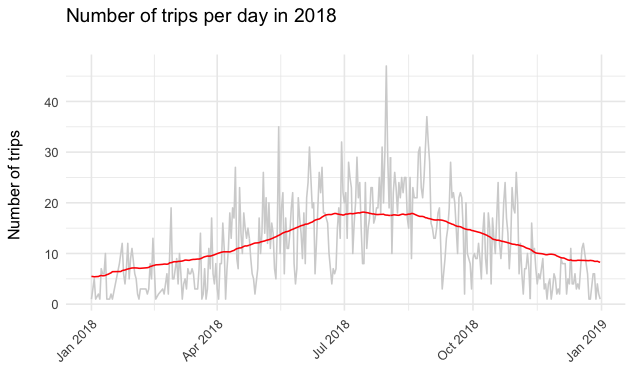 Number of trips per day in 2018
Number of trips
40
30
20
10
0
Jan 2018
Apr 2018
Jul 2018
Oct 2018
Jan 2019